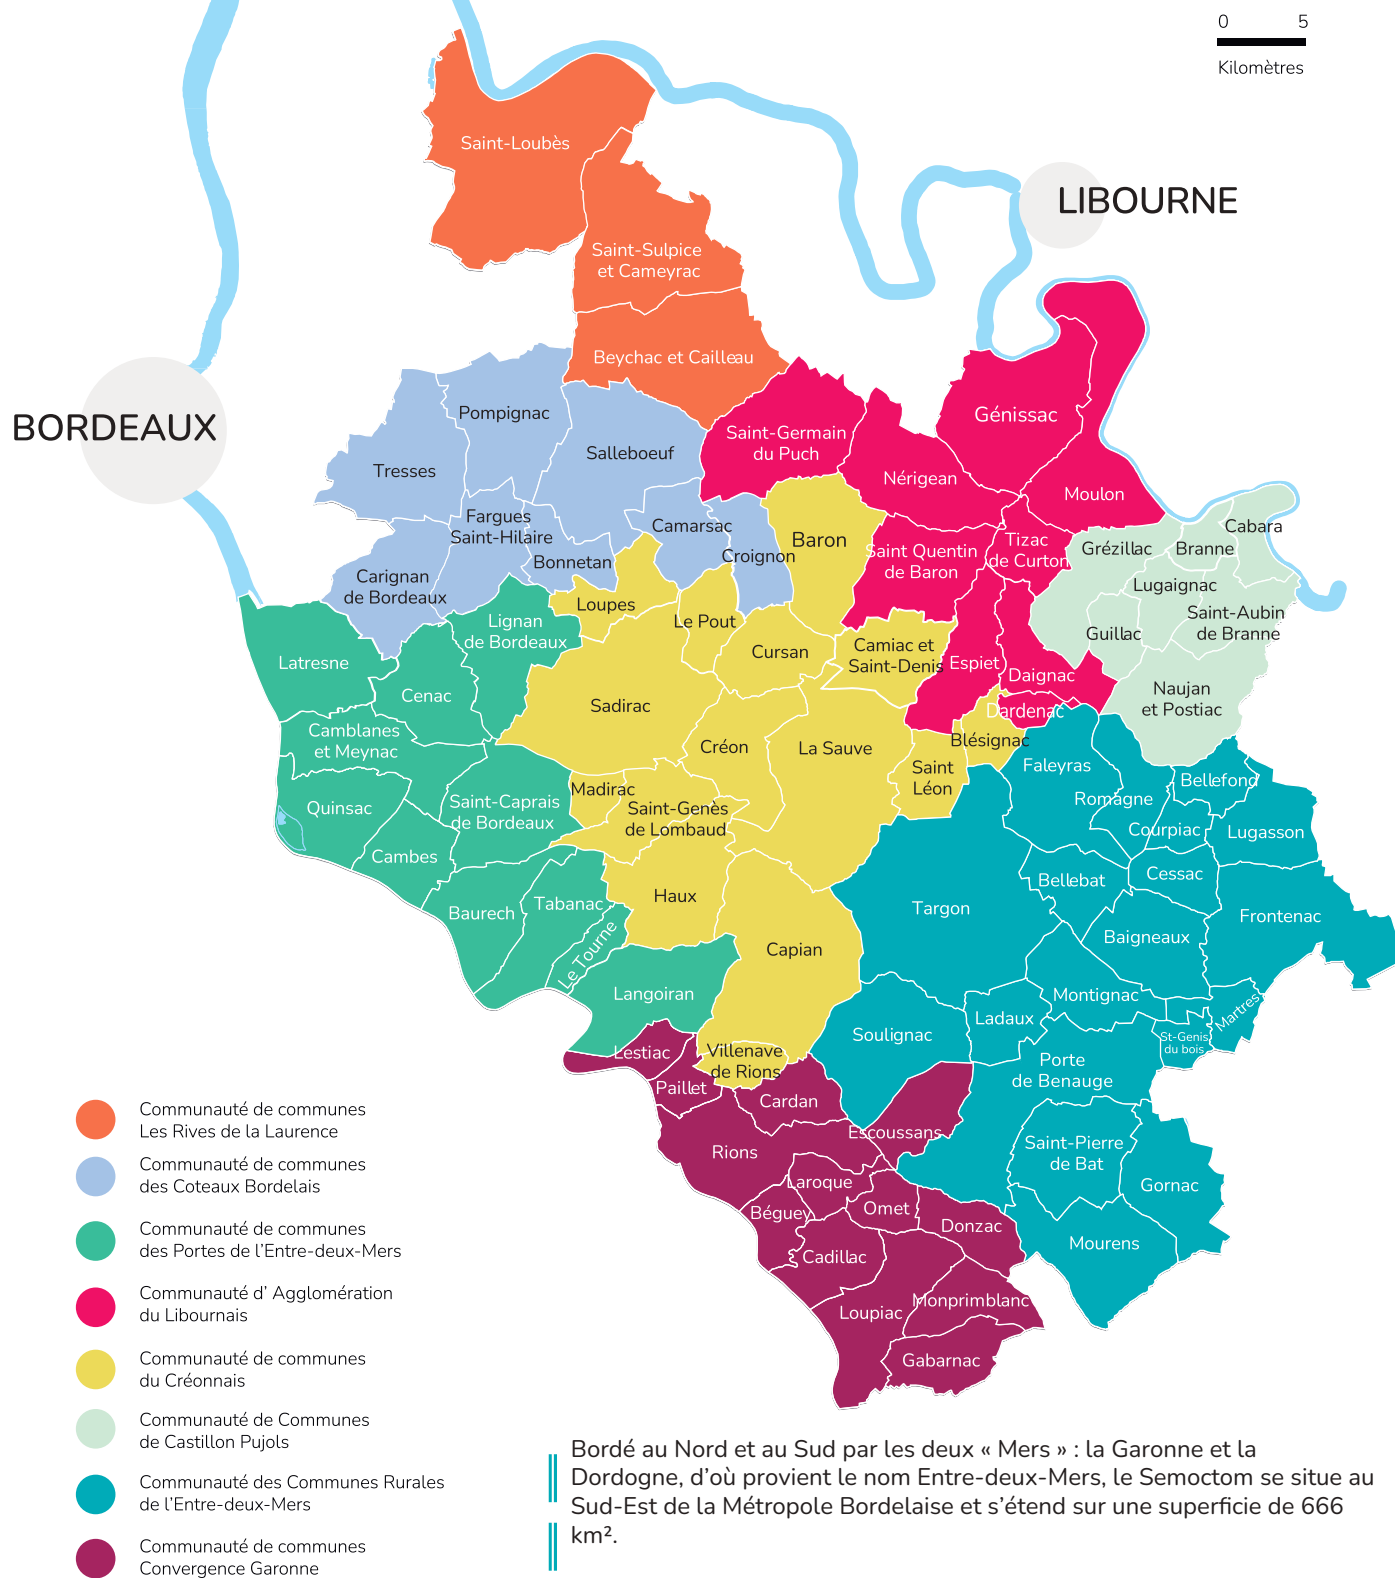 0 5
Kilomètres
Saint-Loubès
LIBOURNE
Saint-Sulpice
et Cameyrac
Beychac et Cailleau
BORDEAUX
Pompignac
Génissac
Saint-Germain
du Puch
Salleboeuf
Tresses
Nérigean
Moulon
Fargues
Saint-Hilaire
Camarsac
Cabara
Baron
Tizac
de Curton
Grézillac
Branne
Croignon
Saint Quentin
de Baron
Bonnetan
Carignan
de Bordeaux
Lugaignac
Loupes
Saint-Aubin
de Branne
Le Pout
Lignan
de Bordeaux
Guillac
Cursan
Camiac et
Saint-Denis
Latresne
Espiet
Daignac
Cenac
Naujan
et Postiac
Sadirac
Dardenac
Camblanes
et Meynac
Créon
La Sauve
Blésignac
Saint
Léon
Faleyras
Bellefond
Madirac
Romagne
Quinsac
Saint-Caprais
de Bordeaux
Saint-Genès
de Lombaud
Courpiac
Lugasson
Cambes
Cessac
Bellebat
Haux
Tabanac
Baurech
Targon
Frontenac
Baigneaux
Le Tourne
Capian
Langoiran
Montignac
Martres
Ladaux
Soulignac
St-Genis
du bois
Lestiac
Villenave
de Rions
Porte
de Benauge
Paillet
Cardan
Escoussans
Rions
Saint-Pierre
de Bat
Laroque
Gornac
Béguey
Omet
Donzac
Mourens
Cadillac
Monprimblanc
Loupiac
Gabarnac
Communauté de communes
Les Rives de la Laurence
Communauté de communes
des Coteaux Bordelais
Communauté de communes
des Portes de l’Entre-deux-Mers
Communauté d’ Agglomération
du Libournais
Communauté de communes
du Créonnais
Communauté de Communes
de Castillon Pujols
Communauté des Communes Rurales
de l’Entre-deux-Mers
Communauté de communes
Convergence Garonne
Bordé au Nord et au Sud par les deux « Mers » : la Garonne et la
Dordogne, d’où provient le nom Entre-deux-Mers, le Semoctom se situe au
Sud-Est de la Métropole Bordelaise et s’étend sur une superficie de 666
km².